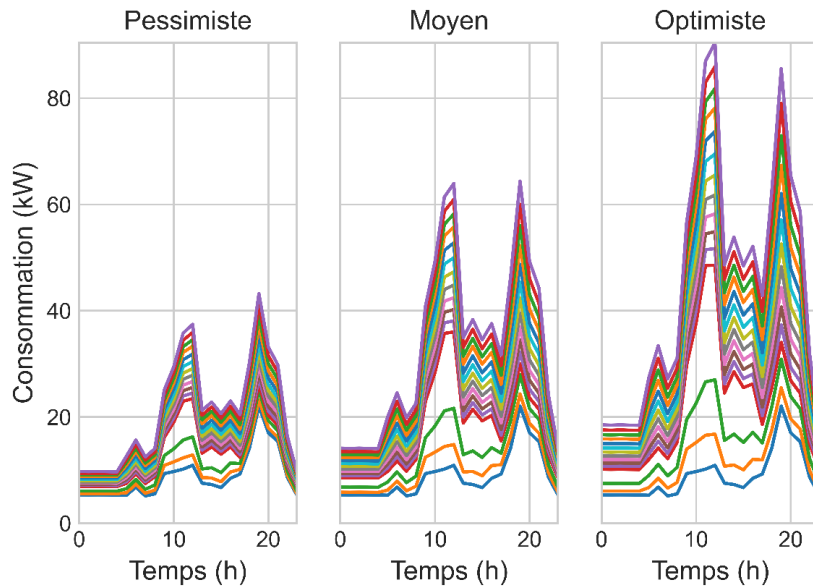 Pessimiste Moyen Optimiste
80
60
40
20
0
Consommation (kW)
0 10 20 0 10 20 0 10 20
Temps (h) Temps (h) Temps (h)